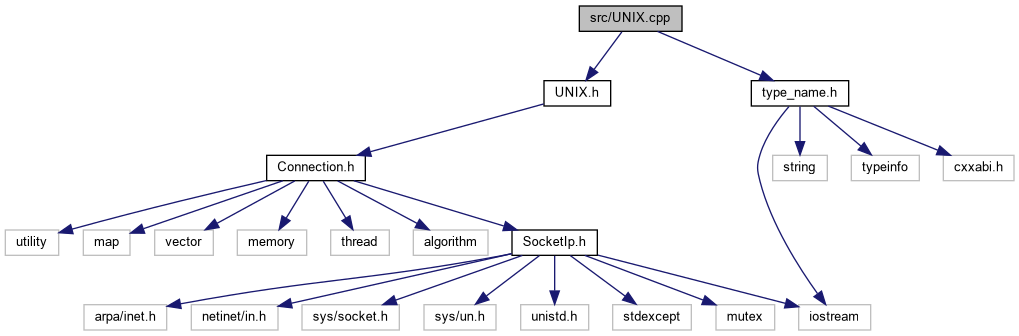 src/UNIX.cpp
UNIX.h
type_name.h
Connection.h
string
typeinfo
cxxabi.h
utility
map
vector
memory
thread
algorithm
SocketIp.h
arpa/inet.h
netinet/in.h
sys/socket.h
sys/un.h
unistd.h
stdexcept
mutex
iostream